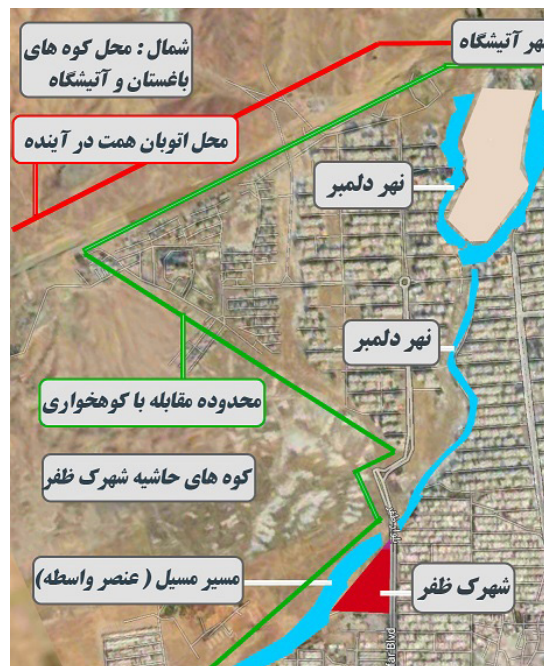 شمال : محل کوه های
باغستان و آتیشگاه
نهر آتیشگاه
محل اتوبان همت در آینده
نهر دلمبر
نهر دلمبر
محدوده مقابله با کوهخواری
کوه های حاشیه شهرک ظفر
مسیر مسیل ( عنصر واسطه)
شهرک ظفر
Blvd